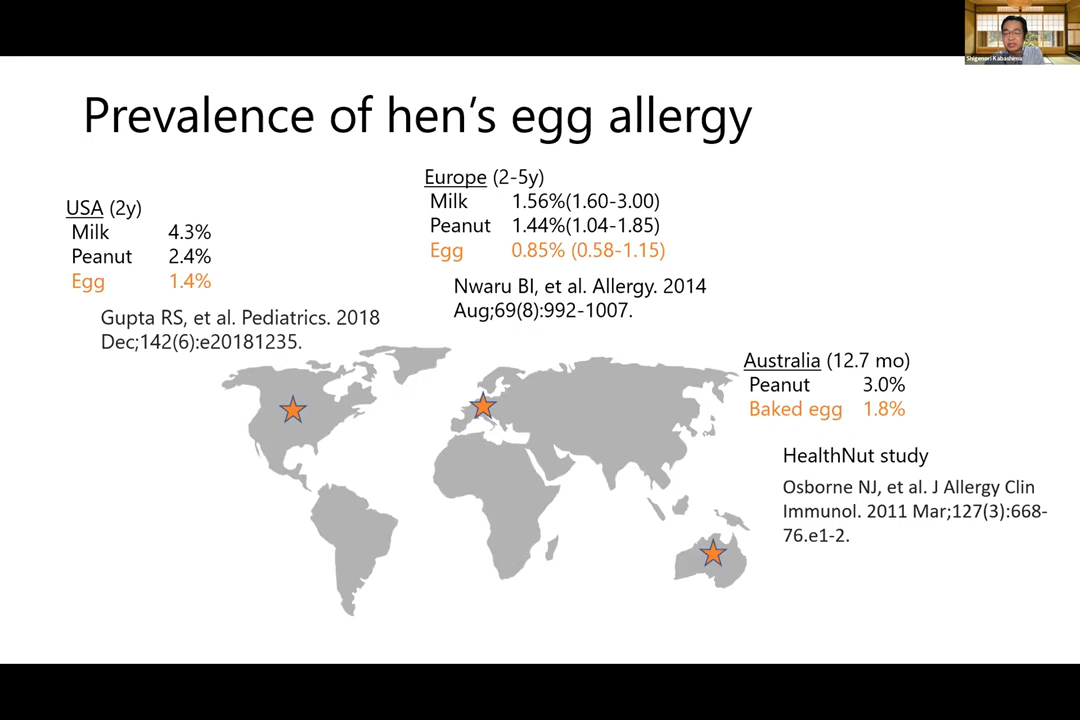 Shigenori Kabashima
Prevalence of hen's egg allergy
USA (2y)
Milk 4.3%
Peanut 2.4%
Egg 1.4%
Gupta RS, et al. Pediatrics. 2018
Dec;142(6):e20181235.
Europe (2-5y)
Milk 1.56%(1.60-3.00)
Peanut 1.44%(1.04-1.85)
Egg 0.85% (0.58-1.15)
Nwaru BI, et al. Allergy. 2014
Aug;69(8):992-1007.
Australia (12.7 mo)
Peanut 3.0%
Baked egg 1.8%
HealthNut study
Osborne NJ, et al. J Allergy Clin
Immunol. 2011 Mar;127(3):668-
76.e1-2.